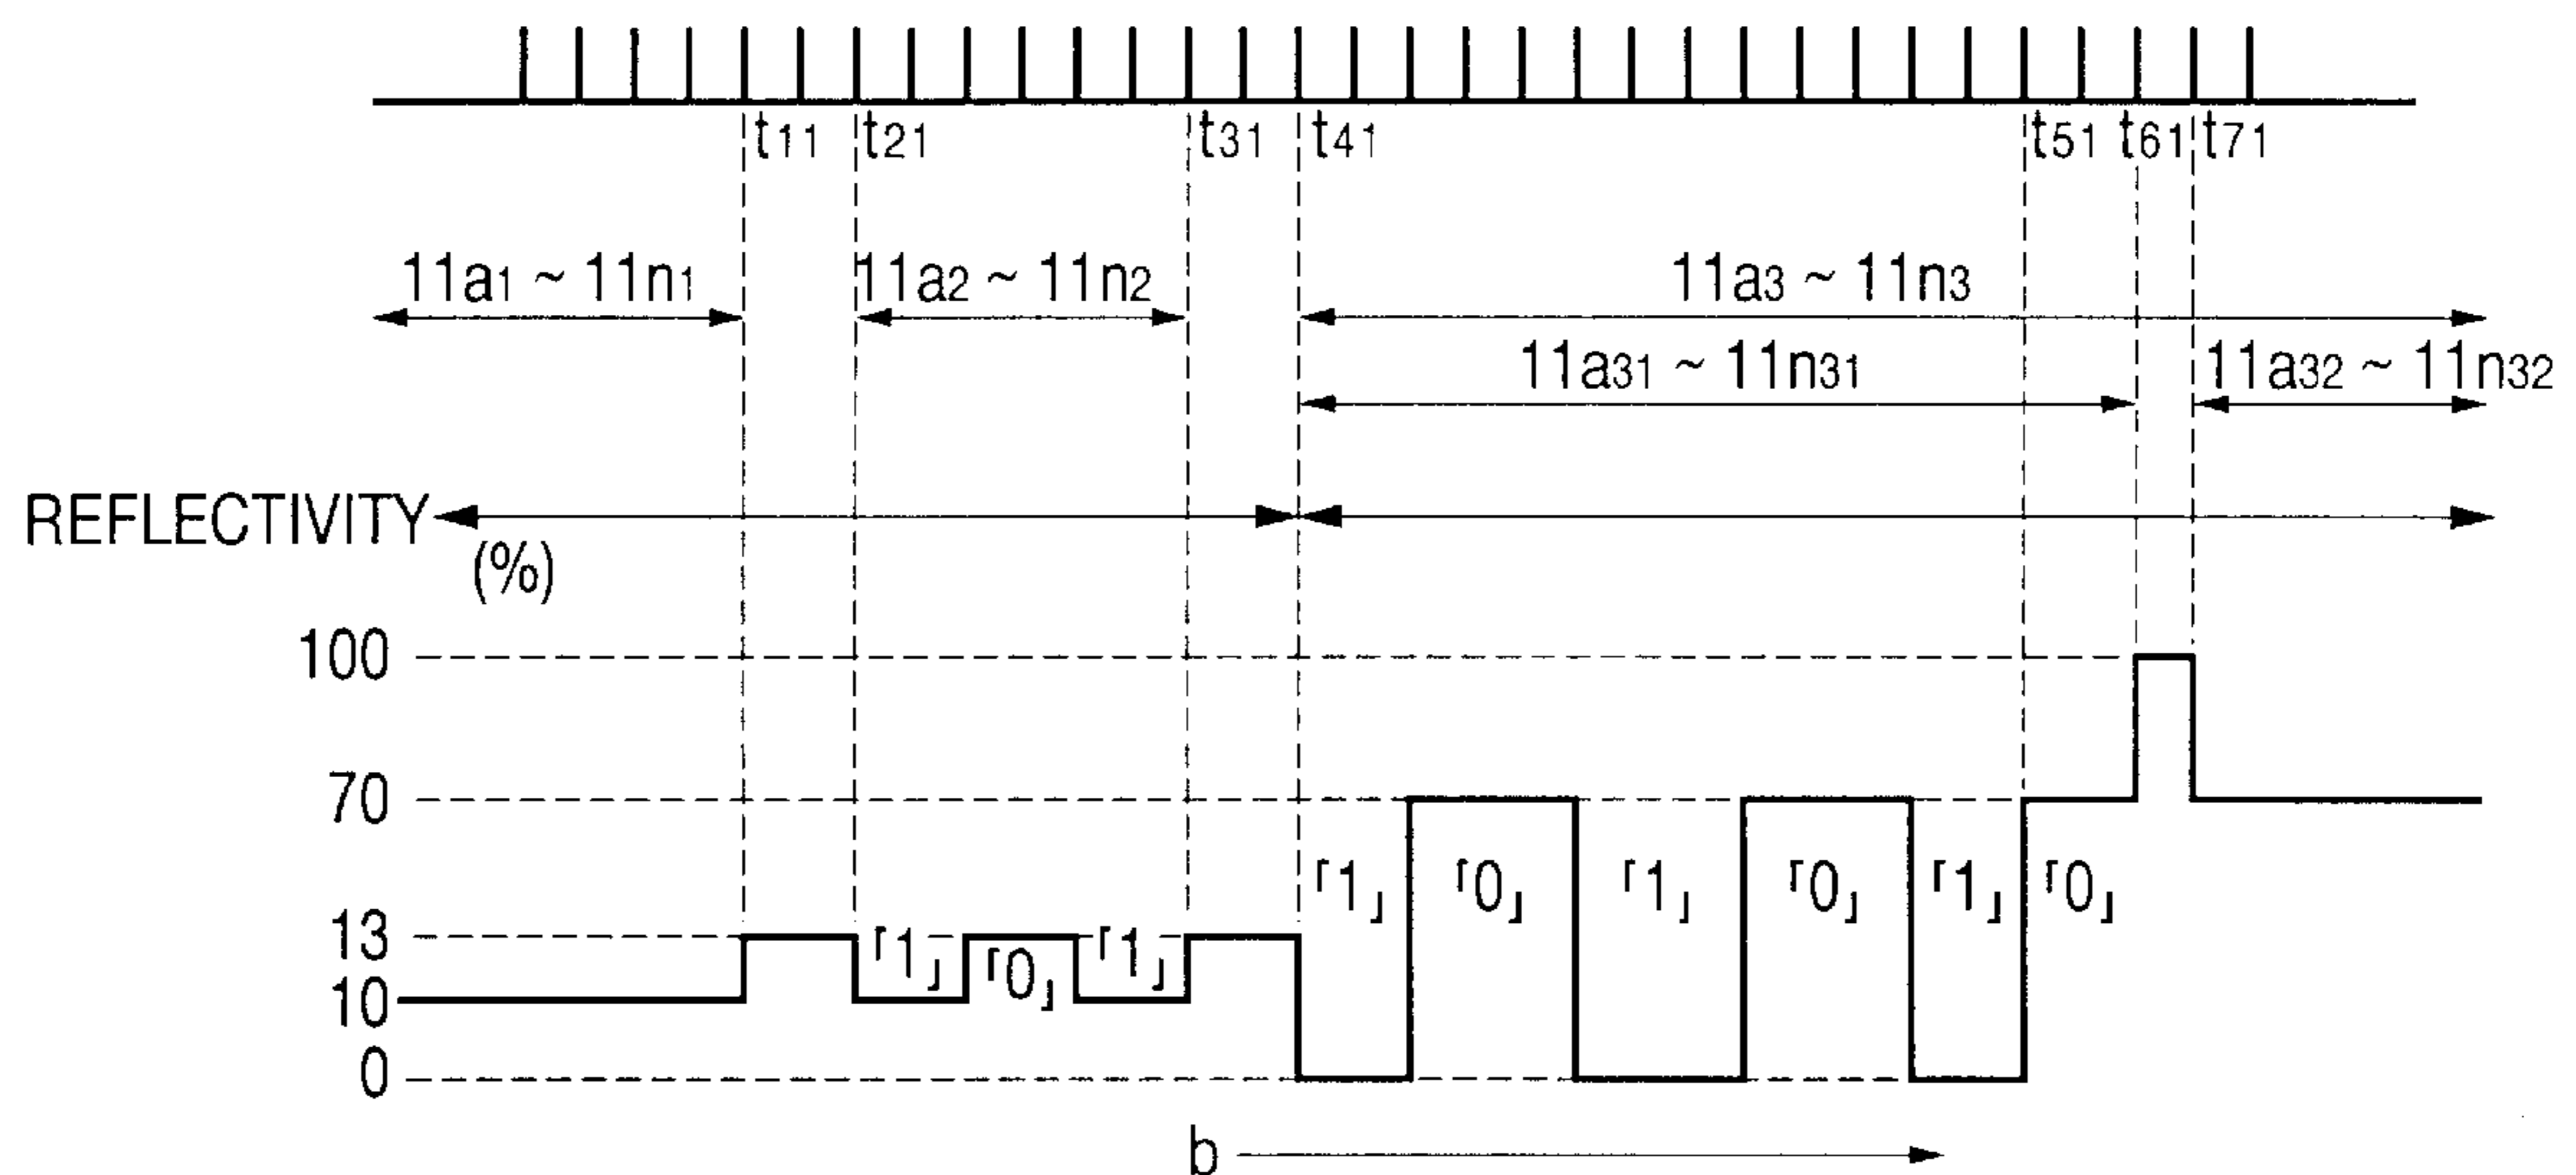 t11 t21 t31 t41 t51 t61 t71
11a1 ~ 11n1 11a2 ~ 11n2 11a3 ~ 11n3
11a31 ~ 11n31 11a32 ~ 11n32
REFLECTIVITY
(%)
100
70
「1」 「0」 「1」 「0」 「1」 「0」
13
「1」 「0」 「1」
10
0
b